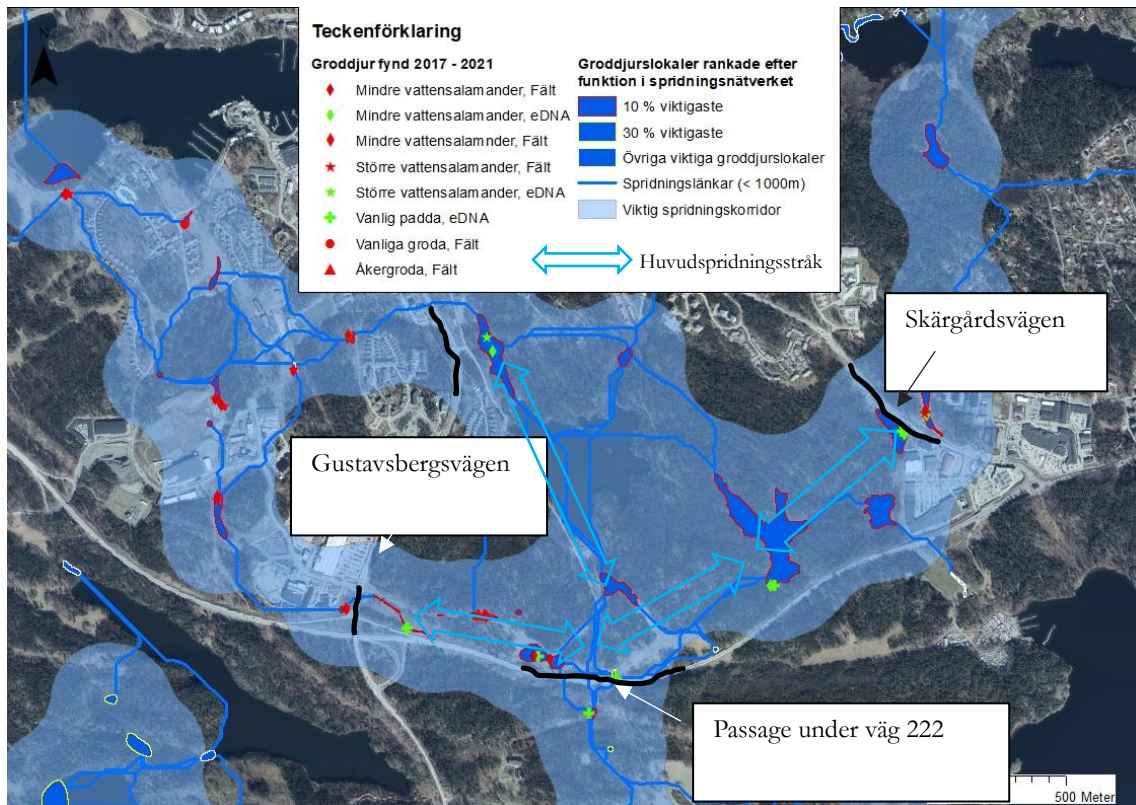 N
Teckenförklaring
Groddjur fynd 2017 - 2021
Mindre vattensalamander, Fält
Mindre vattensalamander, eDNA
Mindre vattensalamnder, Fält
Större vattensalamander, Fält
Större vattensalamander, eDNA
Vanlig padda, eDNA
Vanliga groda, Fält
Åkergroda, Fält
Groddjurslokaler rankade efter
funktion i spridningsnätverket
10 % viktigaste
30 % viktigaste
Övriga viktiga groddjurslokaler
Spridningslänkar (< 1000m)
Viktig spridningskorridor
Huvudspridningsstråk
Skärgårdsvägen
Gustavsbergsvägen
Passage under väg 222
500 Meter